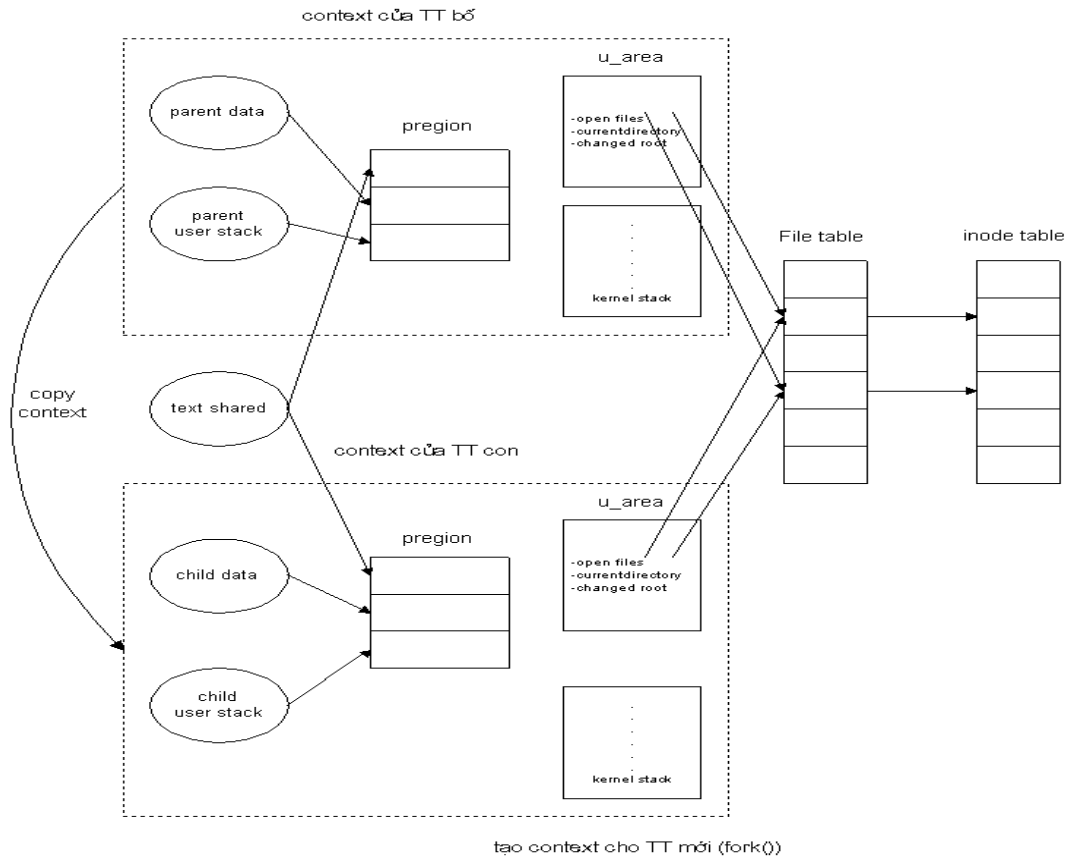 context của TT bố
u_area
parent data
-open files
-currentdirectory
-changed root
pregion
parent
user stack
File table
inode table
kernel stack
copy
context
text shared
context của TT con
u_area
pregion
-open files
-currentdirectory
-changed root
child data
child
user stack
kernel stack
tạo context cho TT mới (fork())